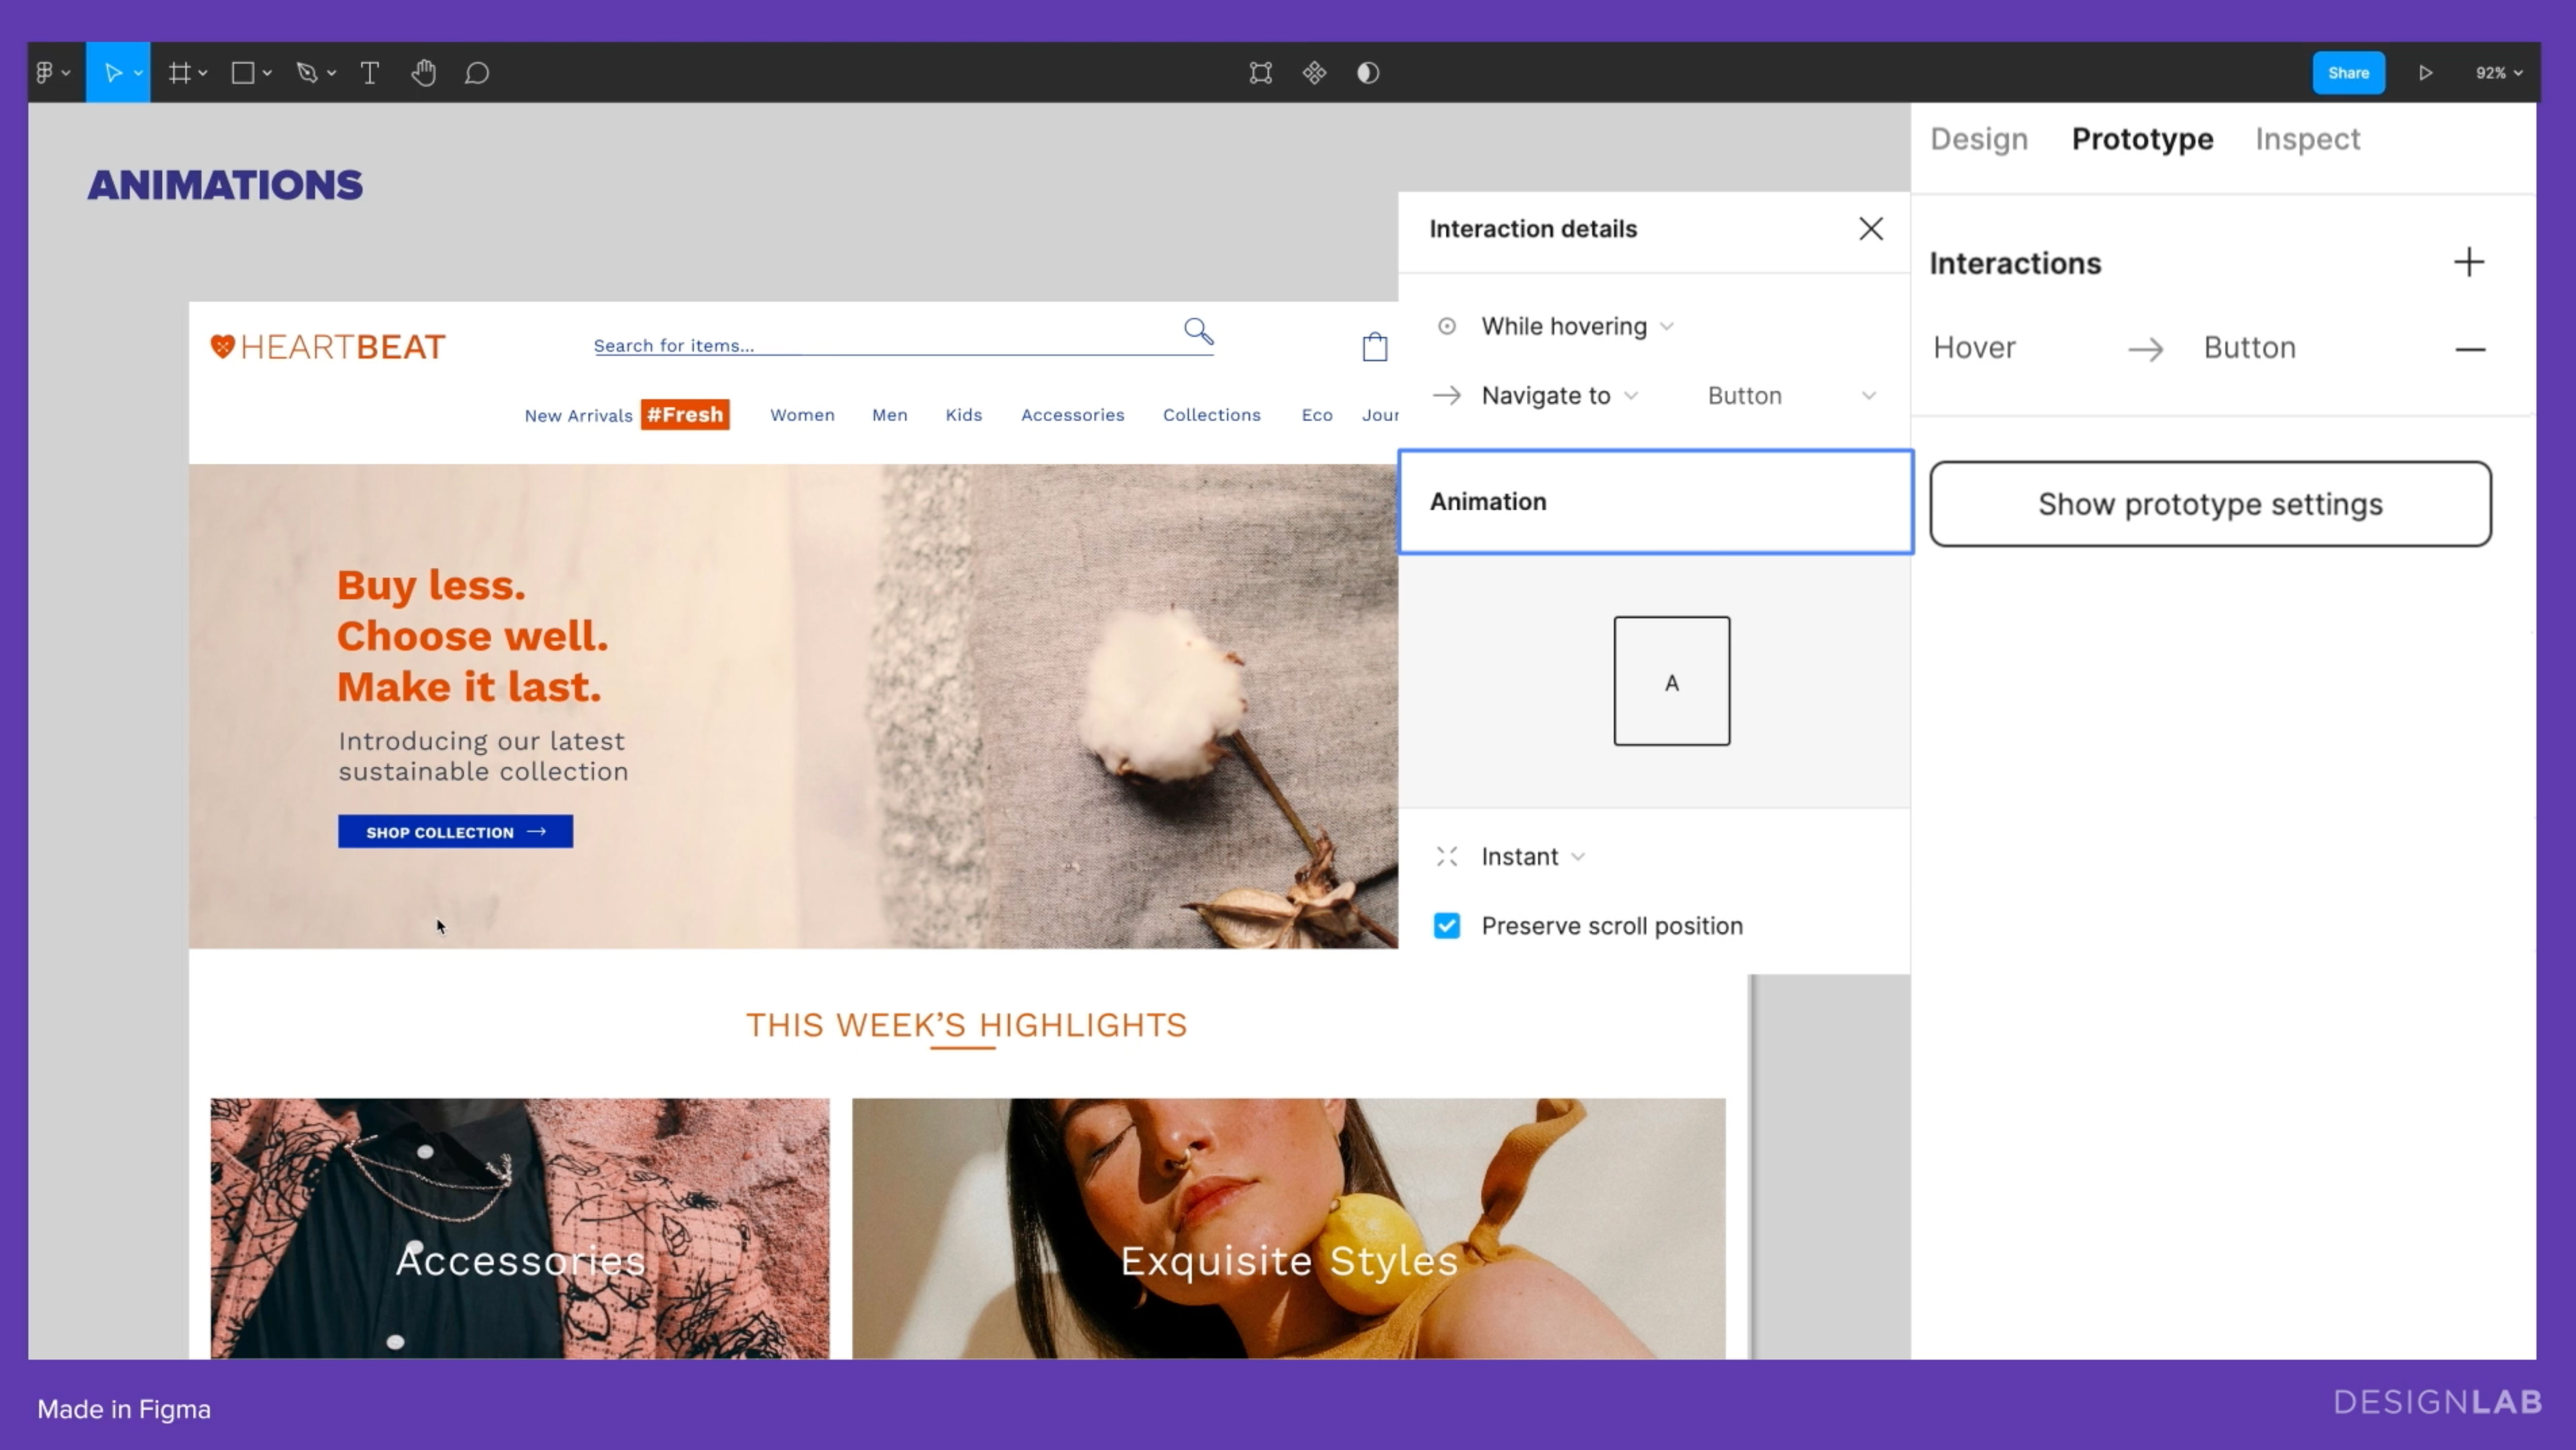 Share
92%
Design Prototype Inspect
ANIMATIONS
Interaction details
Interactions
While hovering
Hover → Button
HEARTBEAT
Search for items...
Navigate to Button
New Arrivals #Fresh Women Men Kids Accessories Collections Eco Jour
Animation
Show prototype settings
Buy less.
Choose well.
Make it last.
A
Introducing our latest
sustainable collection
SHOP COLLECTION →
Instant
Preserve scroll position
THIS WEEK’S HIGHLIGHTS
Accessories
Exquisite Styles
Made in Figma
DESIGNLAB